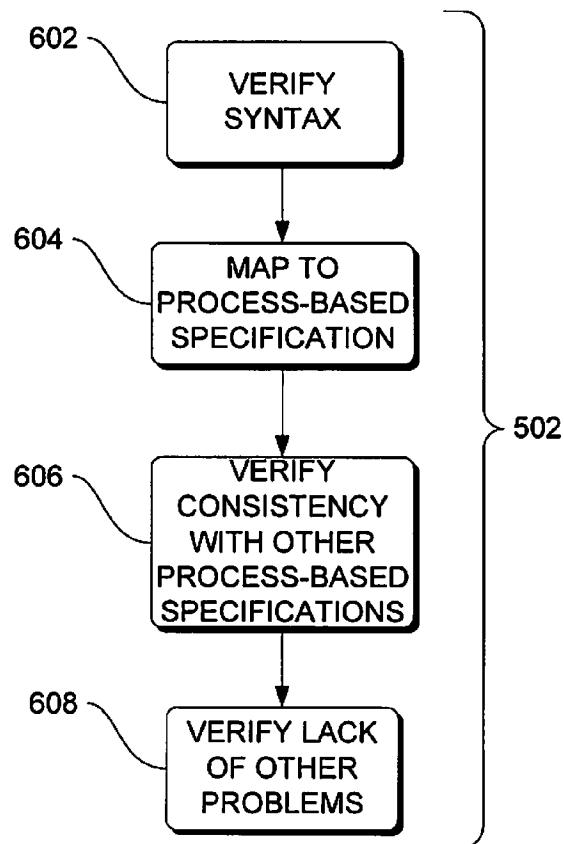 602
VERIFY
SYNTAX
604
MAP TO
PROCESS-BASED
SPECIFICATION
502
606
VERIFY
CONSISTENCY
WITH OTHER
PROCESS-BASED
SPECIFICATIONS
608
VERIFY LACK
OF OTHER
PROBLEMS